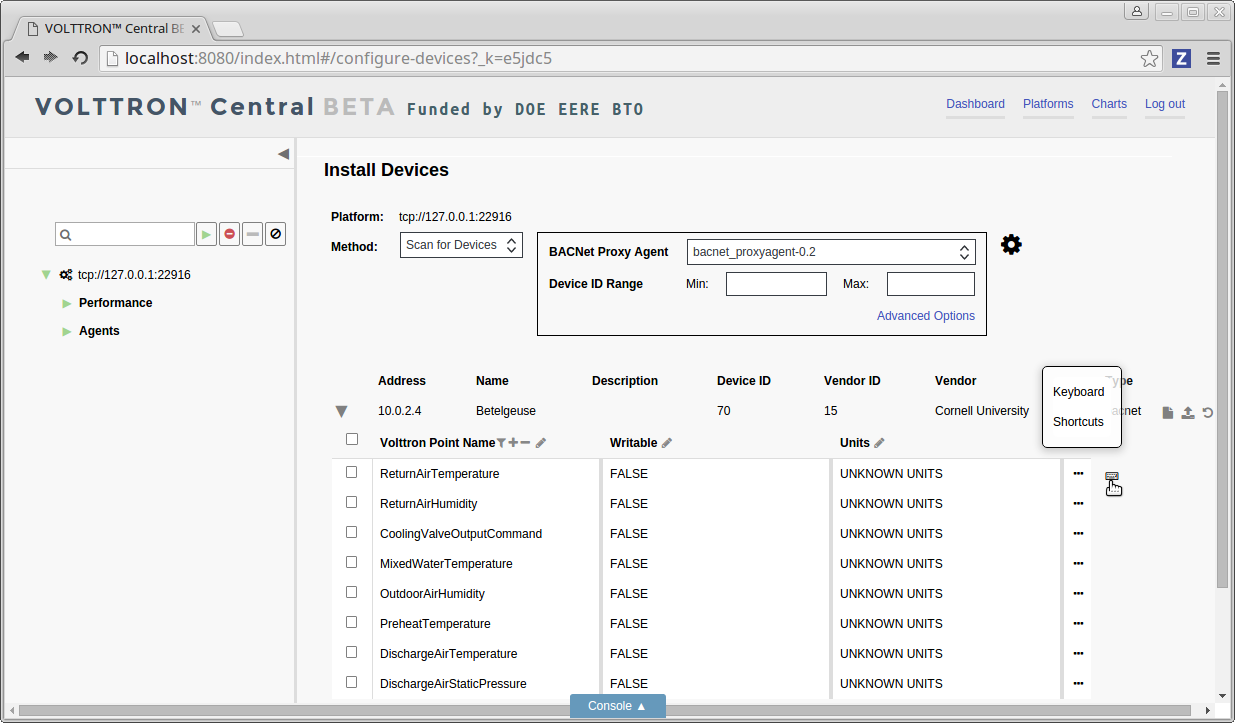 VOLTTRON™ Central BE
localhost:8080/index.html#/configure-devices?_k=e5jdc5
Z
VOLTTRON™ Central BETA Funded by DOE EERE BTO
Dashboard Platforms Charts Log out
Install Devices
Platform: tcp://127.0.0.1:22916
Method: Scan for Devices
BACNet Proxy Agent bacnet_proxyagent-0.2
Device ID Range Min: Max:
Advanced Options
tcp://127.0.0.1:22916
Performance
Agents
Address Name Description Device ID Vendor ID Vendor Type
10.0.2.4 Betelgeuse 70 15 Cornell University acnet
Keyboard
Shortcuts
Volttron Point Name Writable Units
ReturnAirTemperature FALSE UNKNOWN UNITS
ReturnAirHumidity FALSE UNKNOWN UNITS
CoolingValveOutputCommand FALSE UNKNOWN UNITS
MixedWaterTemperature FALSE UNKNOWN UNITS
OutdoorAirHumidity FALSE UNKNOWN UNITS
PreheatTemperature FALSE UNKNOWN UNITS
DischargeAirTemperature FALSE UNKNOWN UNITS
DischargeAirStaticPressure FALSE UNKNOWN UNITS
Console ▲